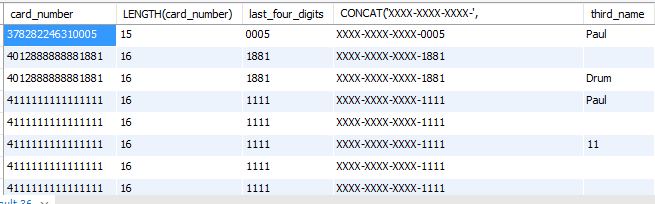 card_number LENGTH(card_number) last_four_digits CONCAT('XXXX-XXXX-XXXX-', third_name
378282246310005 15 0005 XXXX-XXXX-XXXX-0005 Paul
4012888888881881 16 1881 XXXX-XXXX-XXXX-1881
4012888888881881 16 1881 XXXX-XXXX-XXXX-1881 Drum
4111111111111111 16 1111 XXXX-XXXX-XXXX-1111 Paul
4111111111111111 16 1111 XXXX-XXXX-XXXX-1111
4111111111111111 16 1111 XXXX-XXXX-XXXX-1111 11
4111111111111111 16 1111 XXXX-XXXX-XXXX-1111
4111111111111111 16 1111 XXXX-XXXX-XXXX-1111